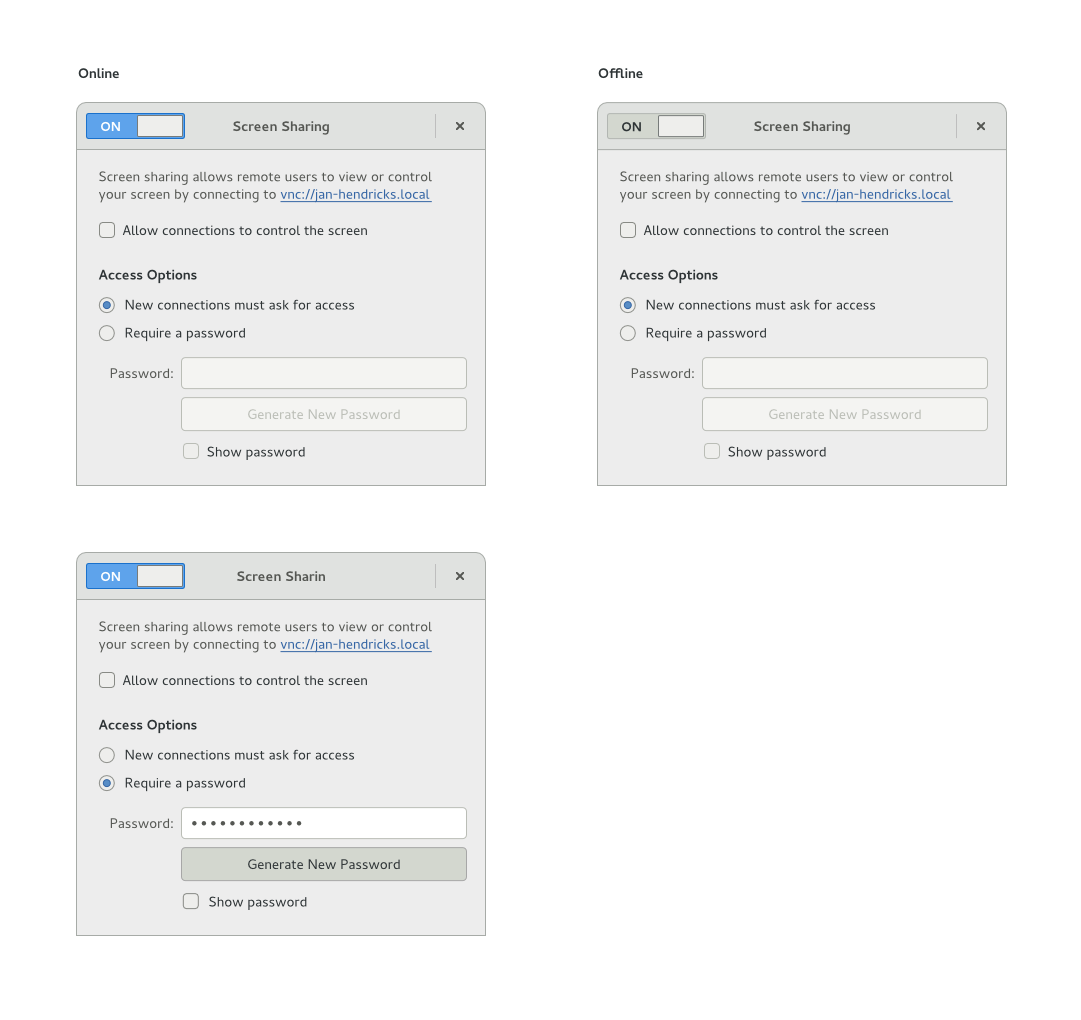 Online
ON
Screen Sharing
×
Screen sharing allows remote users to view or control
your screen by connecting to vnc://jan-hendricks.local
Allow connections to control the screen
Access Options
New connections must ask for access
Require a password
Password:
Generate New Password
Show password
Offline
ON
Screen Sharing
×
Screen sharing allows remote users to view or control
your screen by connecting to vnc://jan-hendricks.local
Allow connections to control the screen
Access Options
New connections must ask for access
Require a password
Password:
Generate New Password
Show password
ON
Screen Sharin
×
Screen sharing allows remote users to view or control
your screen by connecting to vnc://jan-hendricks.local
Allow connections to control the screen
Access Options
New connections must ask for access
Require a password
Password: ••••••••••••
Generate New Password
Show password